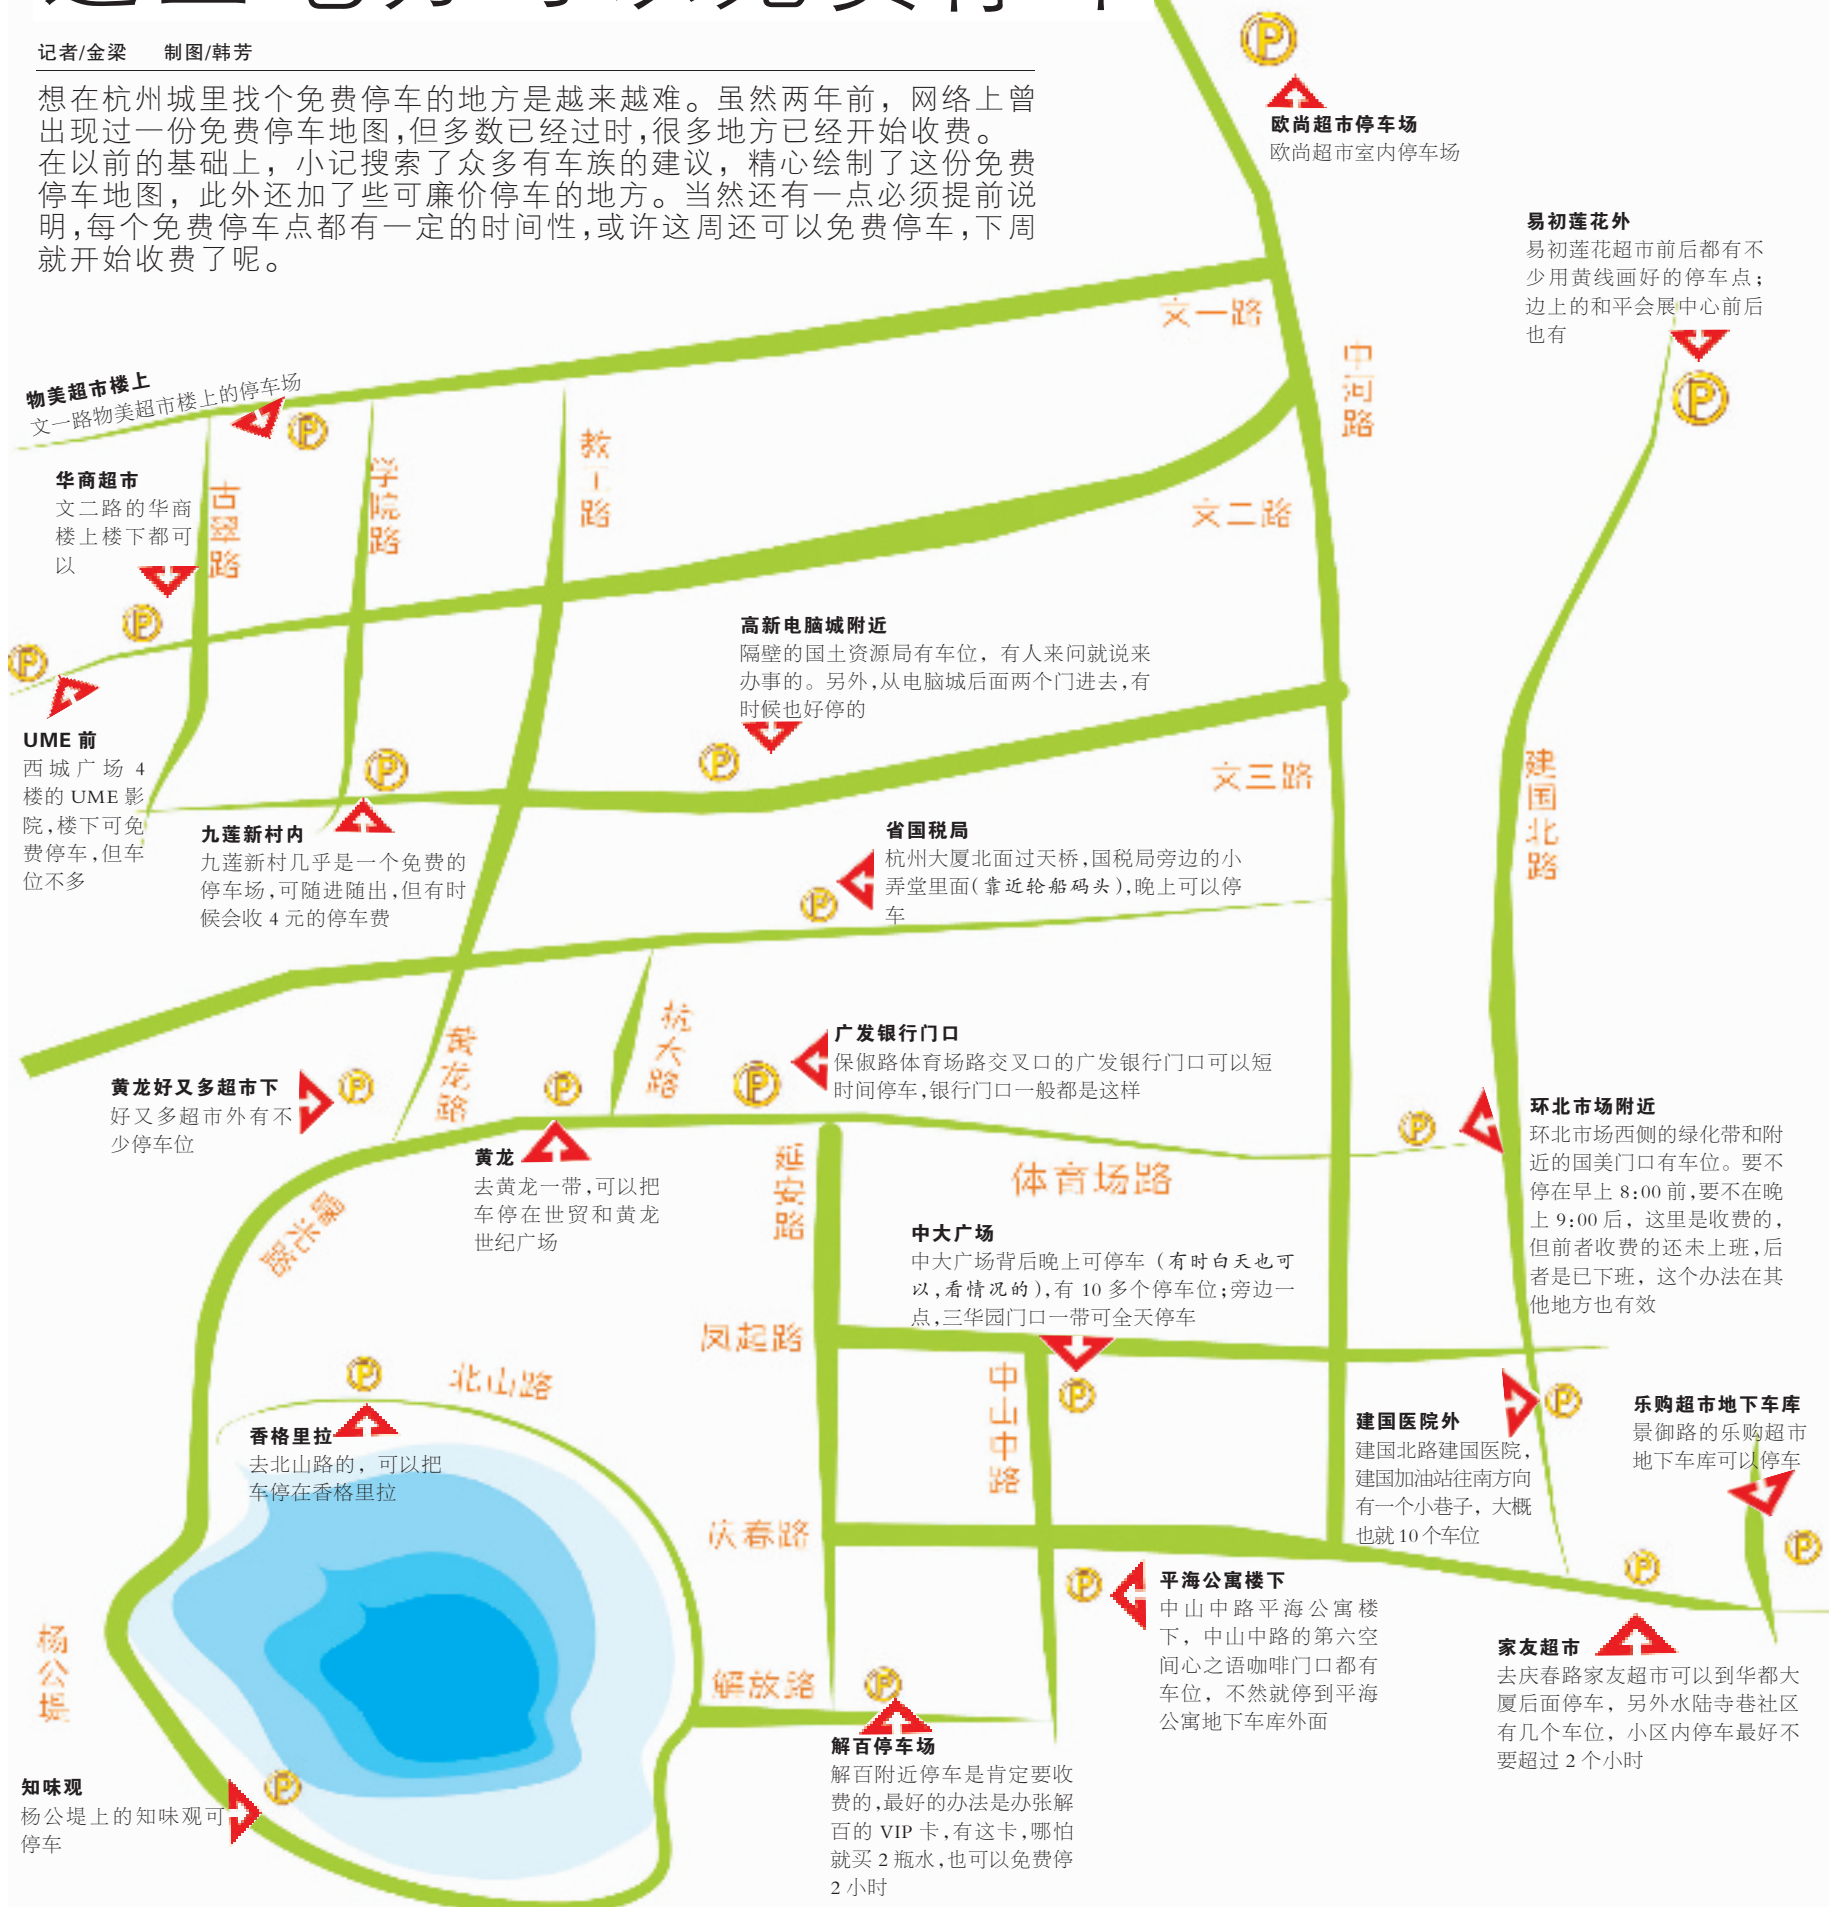 记者/金梁 制图/韩芳
想在杭州城里找个免费停车的地方是越来越难。虽然两年前，网络上曾
出现过一份免费停车地图，但多数已经过时，很多地方已经开始收费。
在以前的基础上，小记搜索了众多有车族的建议，精心绘制了这份免费
停车地图，此外还加了些可廉价停车的地方。当然还有一点必须提前说
明，每个免费停车点都有一定的时间性，或许这周还可以免费停车，下周
就开始收费了呢。
P
欧尚超市停车场
欧尚超市室内停车场
易初莲花外
易初莲花超市前后都有不
少用黄线画好的停车点；
边上的和平会展中心前后
也有
P
文一路
中河路
物美超市楼上
文一路物美超市楼上的停车场
P
华商超市
文二路的华商
楼上楼下都可
以
P
古翠路
学院路
教工路
文二路
P
UME 前
西城广场 4
楼的 UME 影
院，楼下可免
费停车，但车
位不多
高新电脑城附近
隔壁的国土资源局有车位，有人来问就说来
办事的。另外，从电脑城后面两个门进去，有
时候也好停的
P
文三路
建国北路
P
九莲新村内
九莲新村几乎是一个免费的
停车场，可随进随出，但有时
候会收 4 元的停车费
省国税局
杭州大厦北面过天桥，国税局旁边的小
弄堂里面（靠近轮船码头），晚上可以停
车
P
黄龙路
杭大路
广发银行门口
保俶路体育场路交叉口的广发银行门口可以短
时间停车，银行门口一般都是这样
P
黄龙好又多超市下
好又多超市外有不
少停车位
P
P
黄龙
去黄龙一带，可以把
车停在世贸和黄龙
世纪广场
延安路
体育场路
P
环北市场附近
环北市场西侧的绿化带和附
近的国美门口有车位。要不
停在早上 8:00 前，要不在晚
上 9:00 后，这里是收费的，
但前者收费的还未上班，后
者是已下班，这个办法在其
他地方也有效
曙光路
中大广场
中大广场背后晚上可停车（有时白天也可
以，看情况的），有 10 多个停车位；旁边一
点，三华园门口一带可全天停车
P
凤起路
中山中路
北山路
P
香格里拉
去北山路的，可以把
车停在香格里拉
建国医院外
建国北路建国医院，
建国加油站往南方向
有一个小巷子，大概
也就 10 个车位
P
乐购超市地下车库
景御路的乐购超市
地下车库可以停车
P
庆春路
P
平海公寓楼下
中山中路平海公寓楼
下，中山中路的第六空
间心之语咖啡门口都有
车位，不然就停到平海
公寓地下车库外面
P
家友超市
去庆春路家友超市可以到华都大
厦后面停车，另外水陆寺巷社区
有几个车位，小区内停车最好不
要超过 2 个小时
杨公堤
解放路
P
解百停车场
解百附近停车是肯定要收
费的，最好的办法是办张解
百的 VIP 卡，有这卡，哪怕
就买 2 瓶水，也可以免费停
2 小时
知味观
杨公堤上的知味观可
停车
P